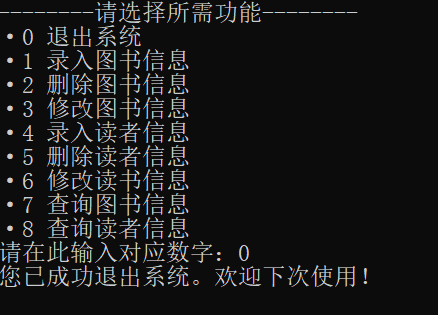 --------请选择所需功能--------
·0 退出系统
·1 录入图书信息
·2 删除图书信息
·3 修改图书信息
·4 录入读者信息
·5 删除读者信息
·6 修改读书信息
·7 查询图书信息
·8 查询读者信息
请在此输入对应数字：0
您已成功退出系统。欢迎下次使用！